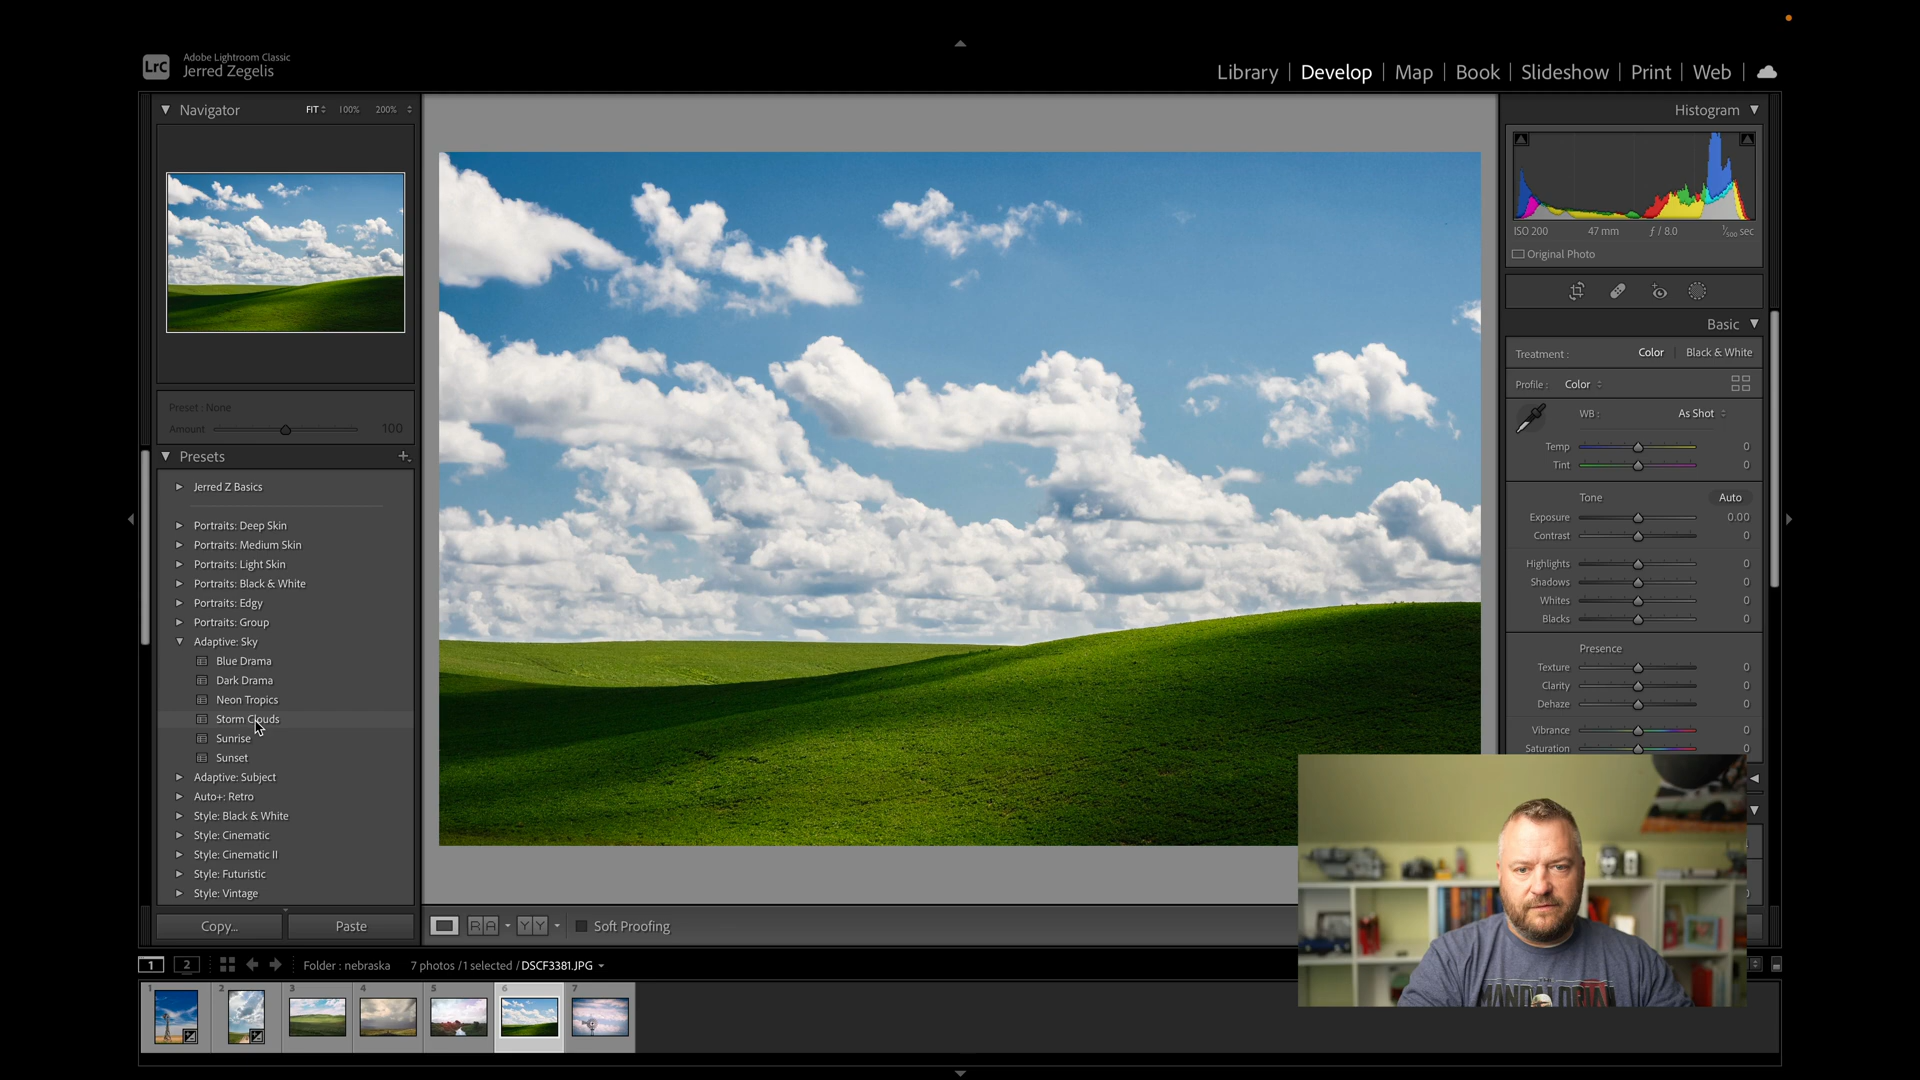 LrC
Adobe Lightroom Classic
Jerred Zegelis
Library | Develop | Map | Book | Slideshow | Print | Web
Navigator FIT 100% 200%
Preset : None
Amount 100
Presets
Jerred Z Basics
Portraits: Deep Skin
Portraits: Medium Skin
Portraits: Light Skin
Portraits: Black & White
Portraits: Edgy
Portraits: Group
Adaptive: Sky
Blue Drama
Dark Drama
Neon Tropics
Storm Clouds
Sunrise
Sunset
Adaptive: Subject
Auto+: Retro
Style: Black & White
Style: Cinematic
Style: Cinematic II
Style: Futuristic
Style: Vintage
Copy... Paste
R A Y Y Soft Proofing
Histogram
ISO 200 47 mm ƒ / 8.0 1/500 sec
Original Photo
Basic
Treatment : Color | Black & White
Profile : Color
WB : As Shot
Temp 0
Tint 0
Tone Auto
Exposure 0.00
Contrast 0
Highlights 0
Shadows 0
Whites 0
Blacks 0
Presence
Texture 0
Clarity 0
Dehaze 0
Vibrance 0
Saturation 0
MANDALORIAN
1 2 Folder : nebraska 7 photos / 1 selected / DSCF3381.JPG
1 2 3 4 5 6 7